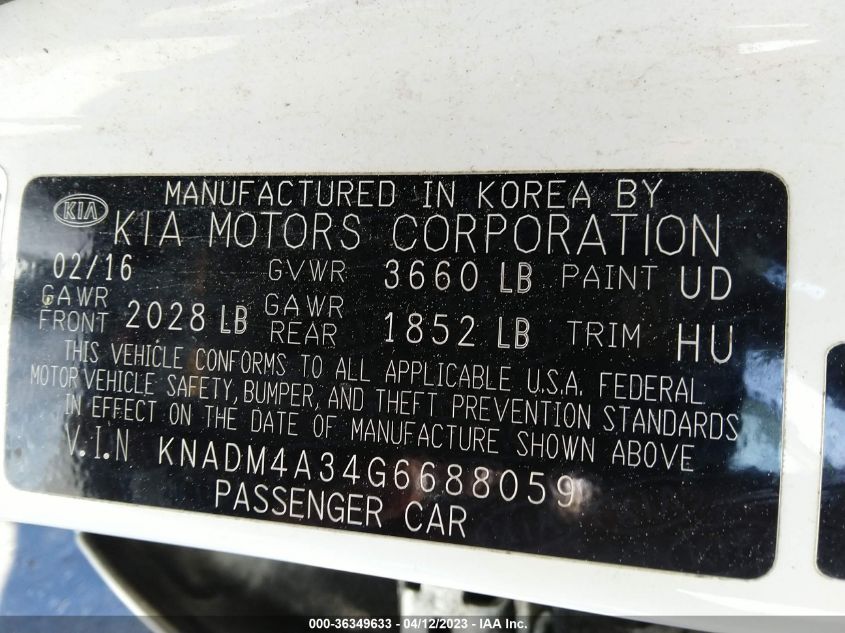 MANUFACTURED IN KOREA BY
KIA KIA MOTORS CORPORATION
02/16 GVWR 3660 LB PAINT UD
GAWR FRONT 2028 LB GAWR REAR 1852 LB TRIM HU
THIS VEHICLE CONFORMS TO ALL APPLICABLE U.S.A. FEDERAL
MOTOR VEHICLE SAFETY, BUMPER, AND THEFT PREVENTION STANDARDS
IN EFFECT ON THE DATE OF MANUFACTURE SHOWN ABOVE
V.I.N KNADM4A34G6688059
PASSENGER CAR
000-36349633 - 04/12/2023 - IAA Inc.